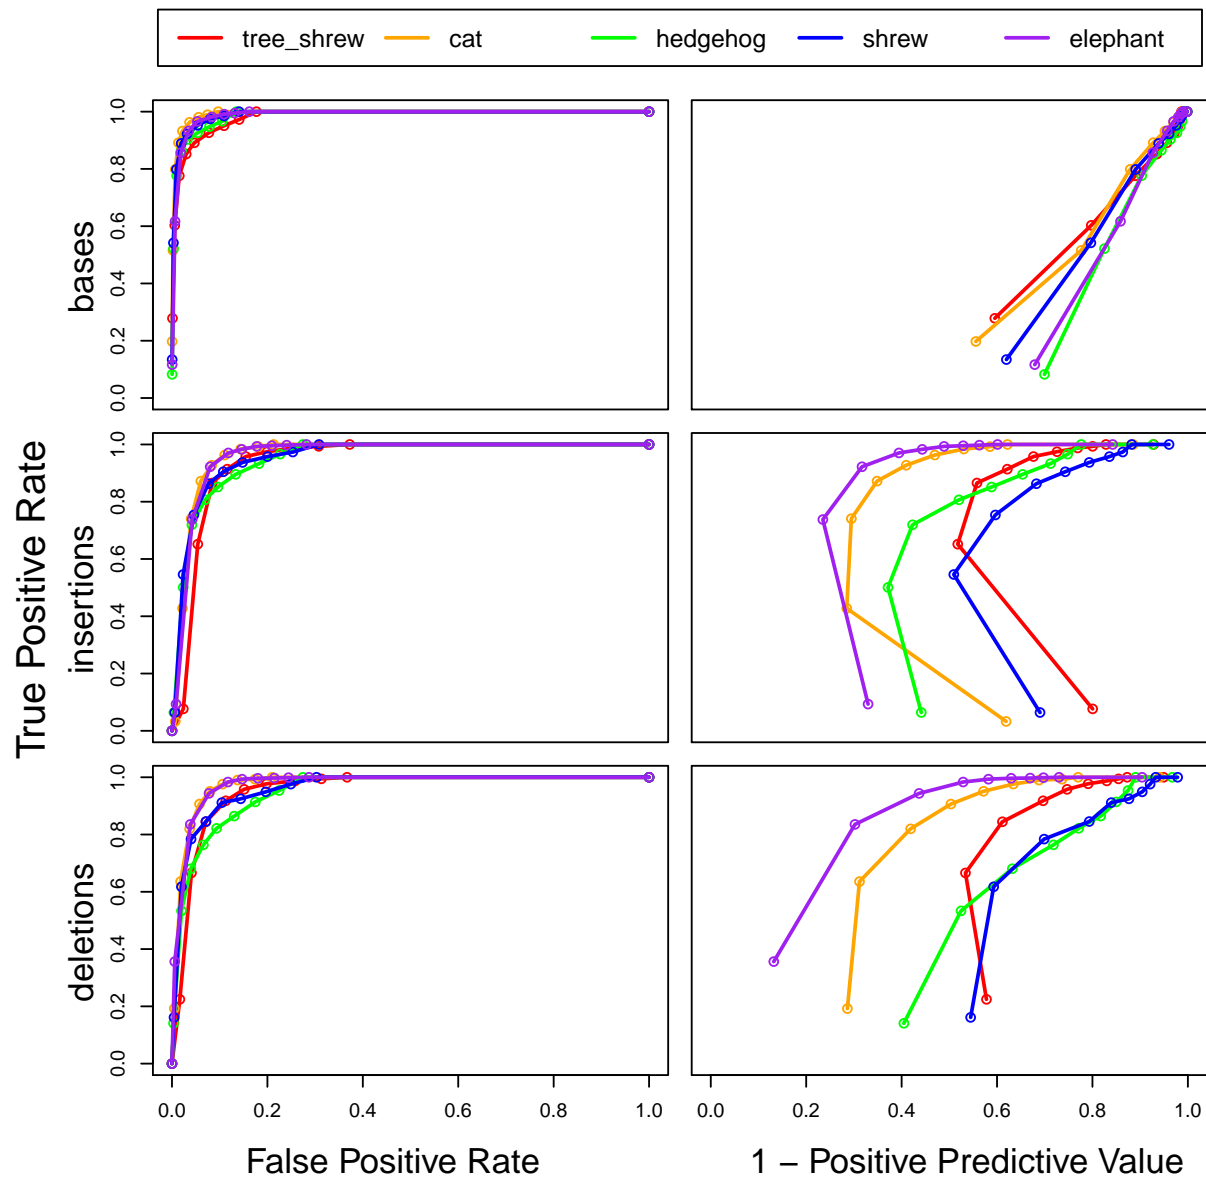 tree_shrew cat hedgehog shrew elephant
True Positive Rate
bases
0.0 0.2 0.4 0.6 0.8 1.0
insertions
0.0 0.2 0.4 0.6 0.8 1.0
deletions
0.0 0.2 0.4 0.6 0.8 1.0
0.0 0.2 0.4 0.6 0.8 1.0
0.0 0.2 0.4 0.6 0.8 1.0
False Positive Rate
1 – Positive Predictive Value